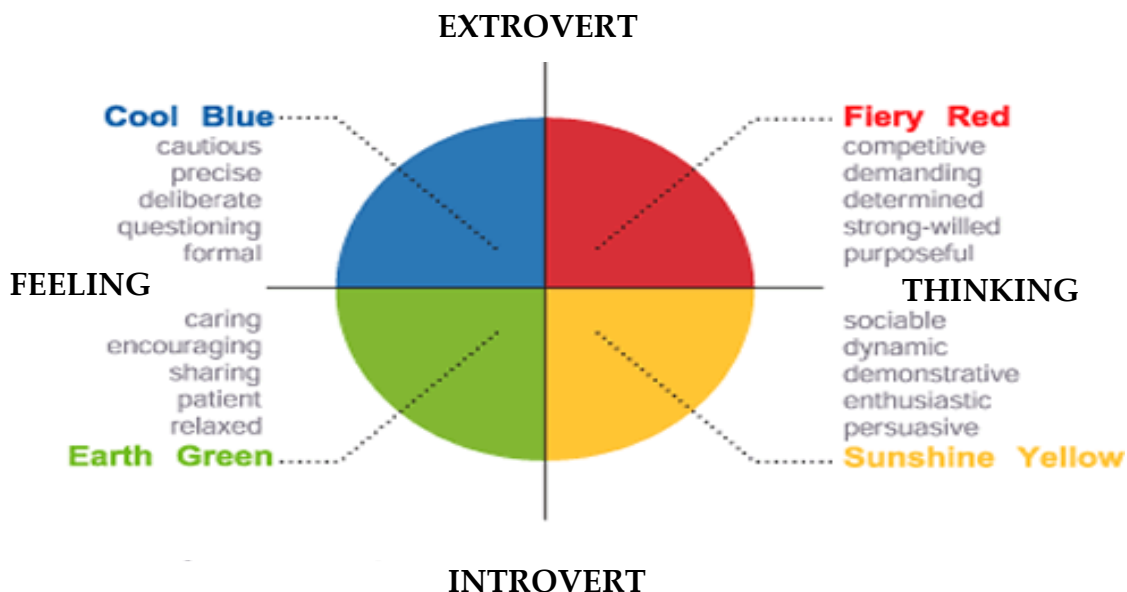 EXTROVERT
Cool Blue
cautious
precise
deliberate
questioning
formal
Fiery Red
competitive
demanding
determined
strong-willed
purposeful
FEELING
THINKING
caring
encouraging
sharing
patient
relaxed
Earth Green
sociable
dynamic
demonstrative
enthusiastic
persuasive
Sunshine Yellow
INTROVERT